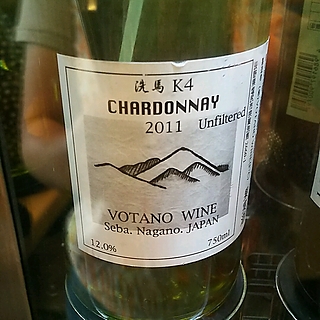 洗馬 K4
CHARDONNAY
2011 Unfiltered
VOTANO WINE
Seba. Nagano. JAPAN
12.0% 750ml